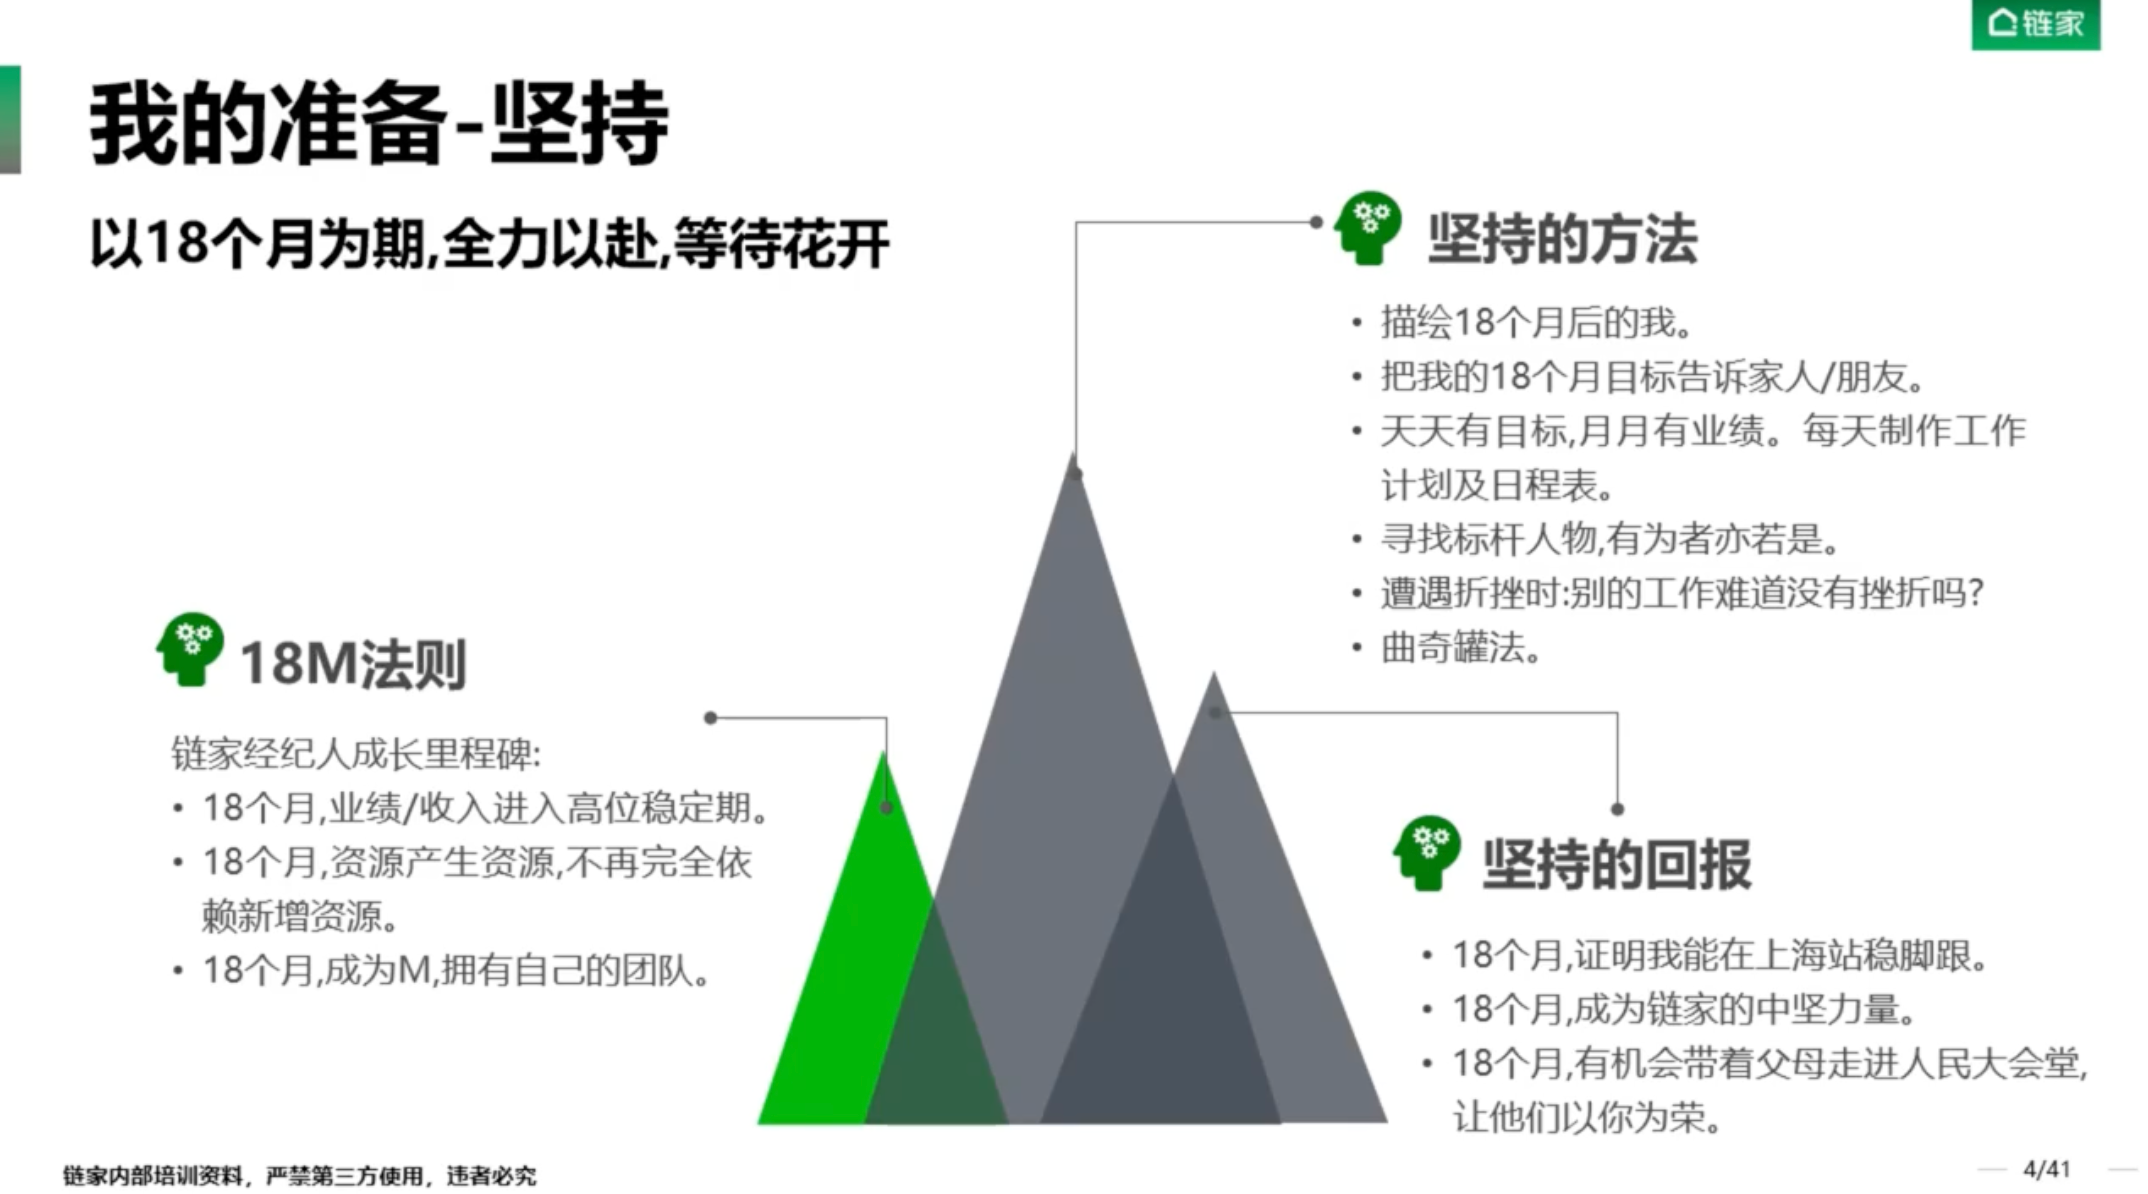 链家
我的准备-坚持
以18个月为期,全力以赴,等待花开
坚持的方法
• 描绘18个月后的我。
• 把我的18个月目标告诉家人/朋友。
• 天天有目标,月月有业绩。每天制作工作
计划及日程表。
• 寻找标杆人物,有为者亦若是。
• 遭遇折挫时:别的工作难道没有挫折吗?
• 曲奇罐法。
18M法则
链家经纪人成长里程碑:
• 18个月,业绩/收入进入高位稳定期。
• 18个月,资源产生资源,不再完全依
赖新增资源。
• 18个月,成为M,拥有自己的团队。
坚持的回报
• 18个月,证明我能在上海站稳脚跟。
• 18个月,成为链家的中坚力量。
• 18个月,有机会带着父母走进人民大会堂,
让他们以你为荣。
链家内部培训资料，严禁第三方使用，违者必究
4/41